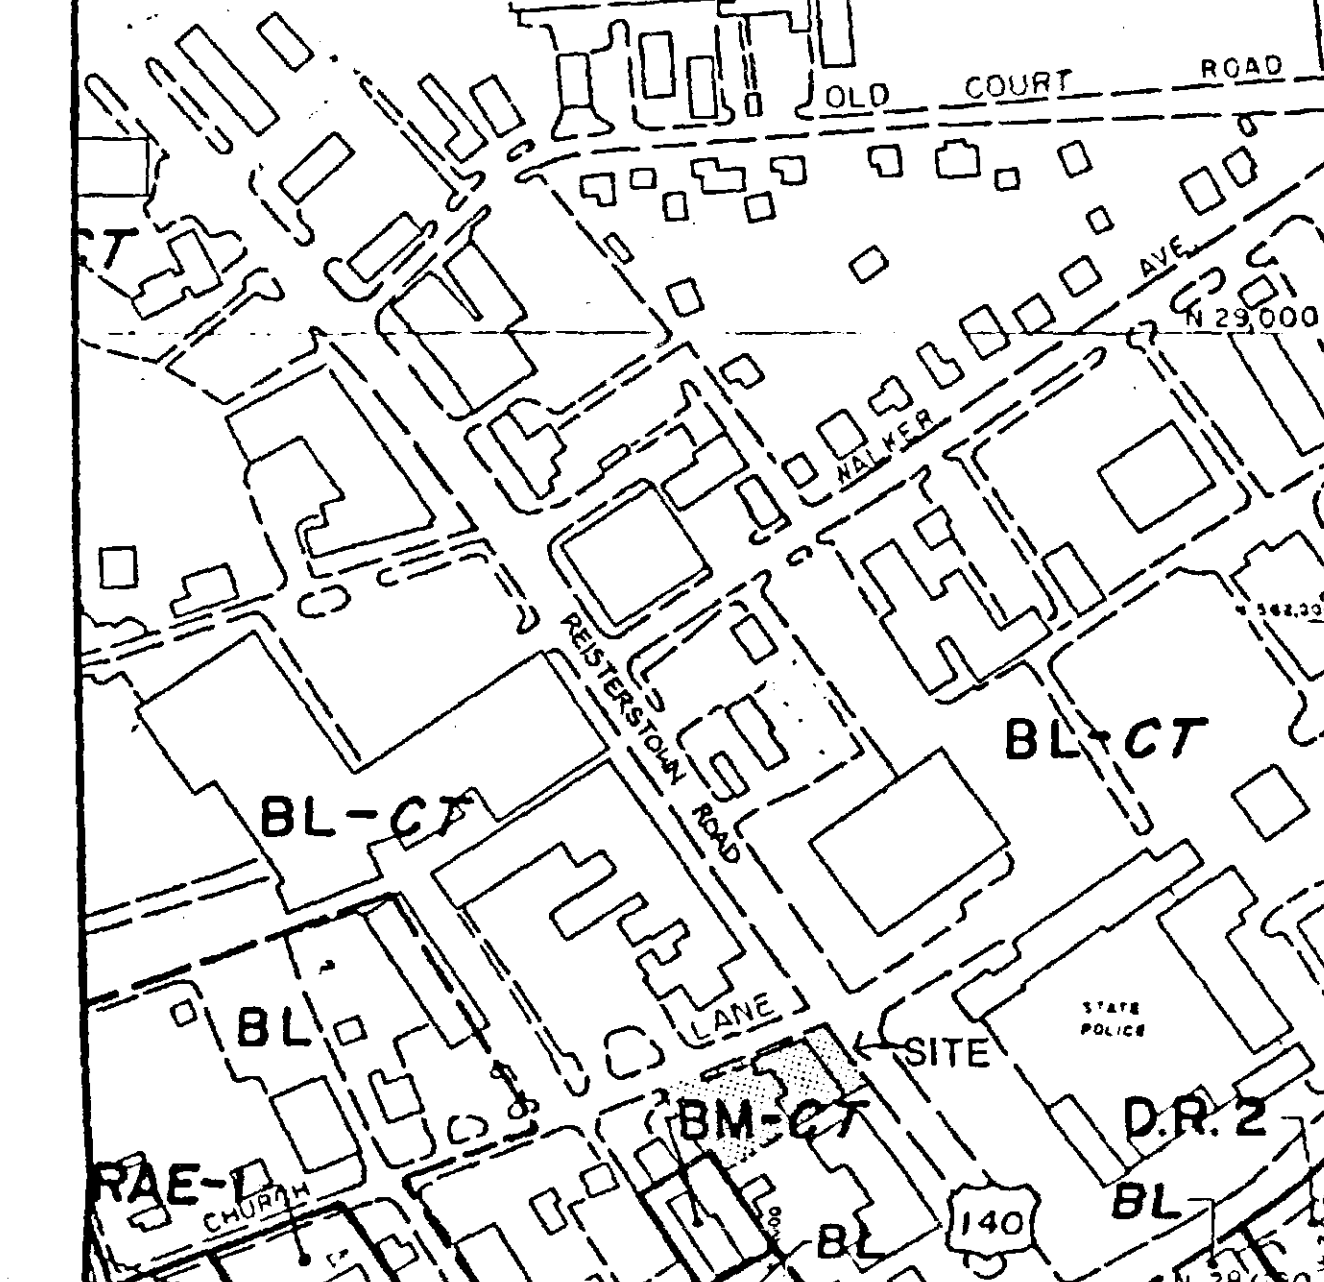 OLD COURT ROAD
CT
AVE.
N 29,000
WALKER
REISTERSTOWN ROAD
BL-CT
BL-CT
LANE
STATE
POLICE
BL
SITE
BM-CT
D.R. 2
RAE-1
CHURCH
BL
140
BL